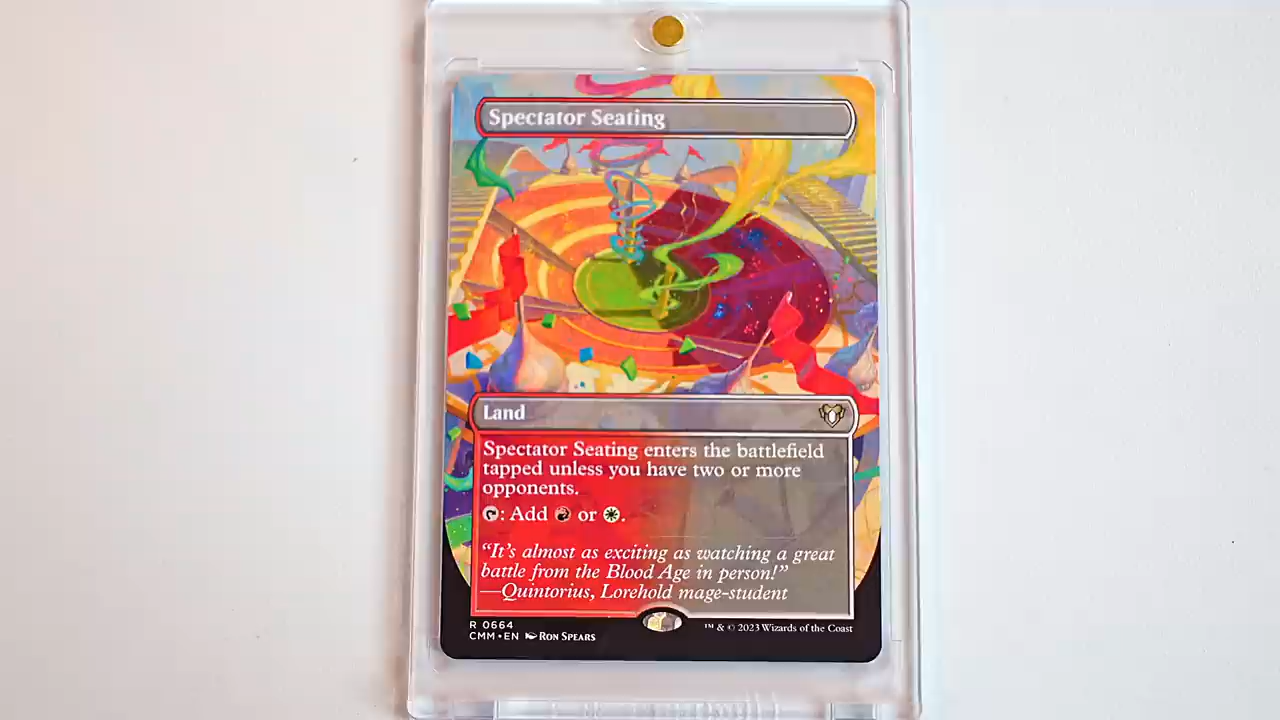 Spectator Seating
Land
Spectator Seating enters the battlefield
tapped unless you have two or more
opponents.
: Add or .
“It’s almost as exciting as watching a great
battle from the Blood Age in person!”
—Quintorius, Lorehold mage-student
R 0664
CMM • EN Ron Spears
™ & © 2023 Wizards of the Coast